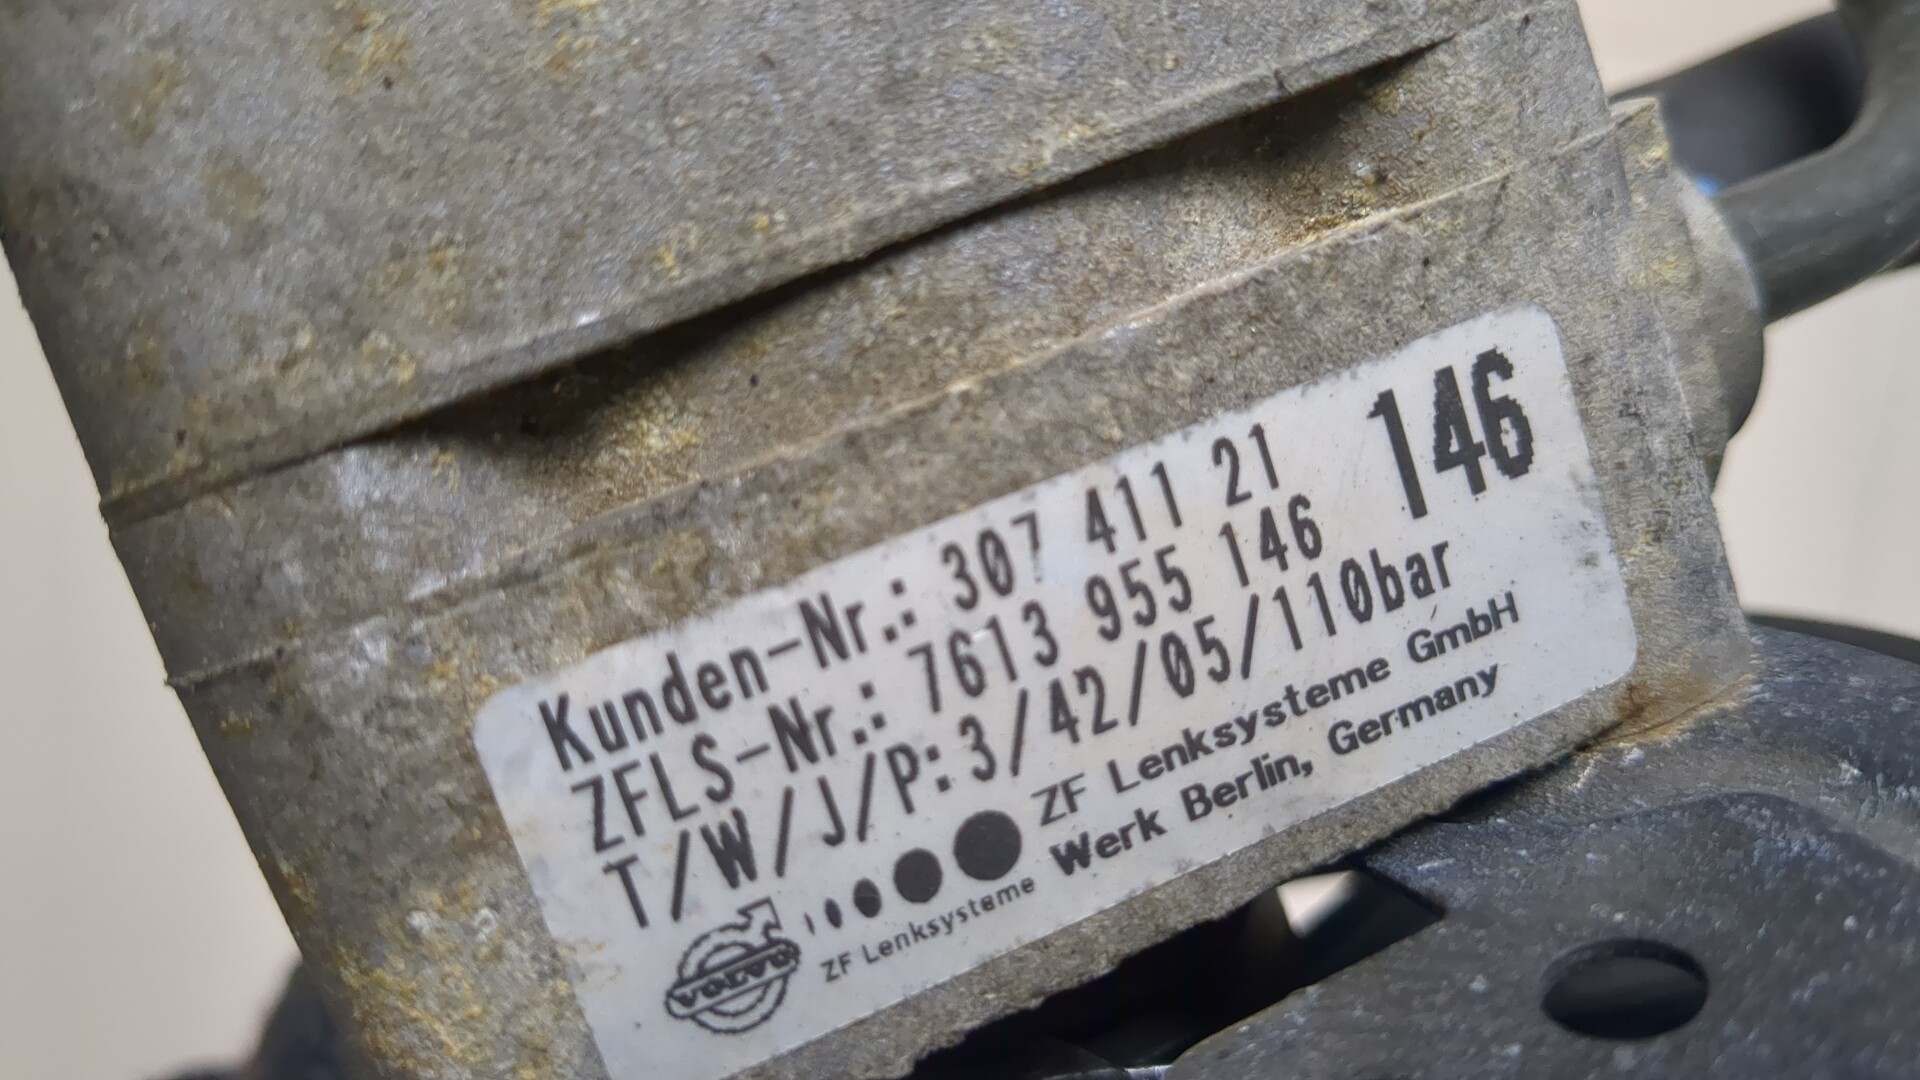 Kunden-Nr.: 307 411 21
146
ZFLS-Nr.: 7613 955 146
T/W/J/P: 3/42/05/110bar
ZF Lenksysteme GmbH
Werk Berlin, Germany
ZF Lenksysteme
VOLVO